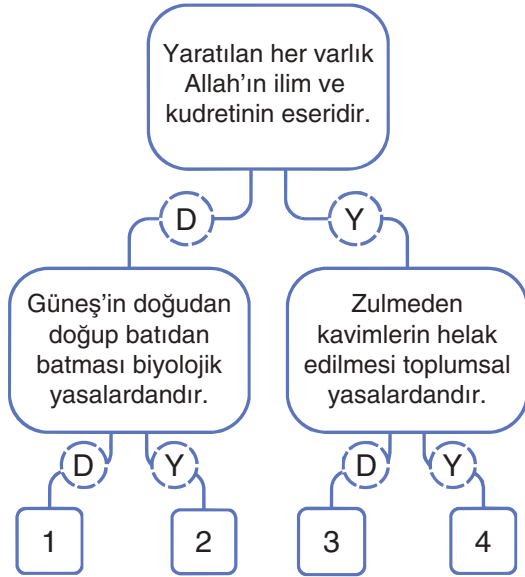 Yaratılan her varlık
Allah’ın ilim ve
kudretinin eseridir.
D
Y
Güneş’in doğudan
doğup batıdan
batması biyolojik
yasalardandır.
Zulmeden
kavimlerin helak
edilmesi toplumsal
yasalardandır.
D
Y
D
Y
1
2
3
4